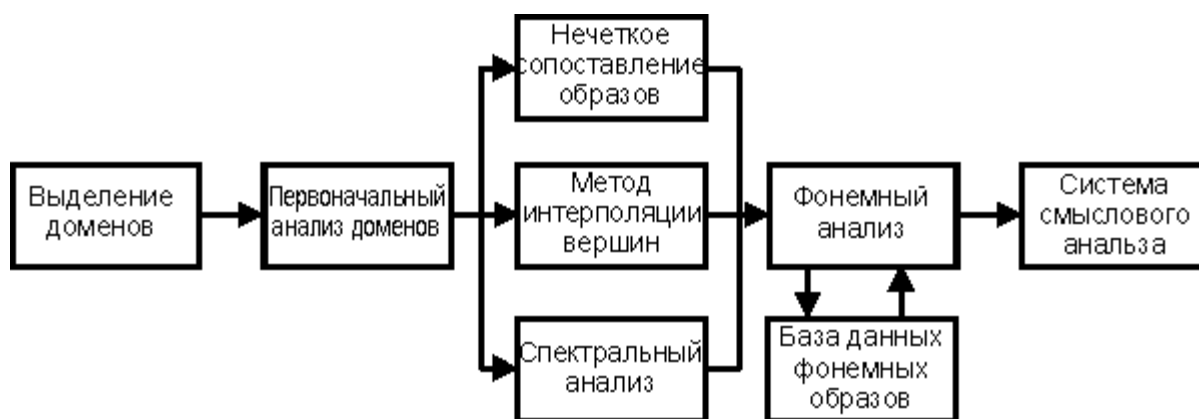 Нечеткое
сопоставление
образов
Выделение
доменов
Первоначальный
анализ доменов
Метод
интерполяции
вершин
Фонемный
анализ
Система
смыслового
анальза
Спектральный
анализ
База данных
фонемных
образов